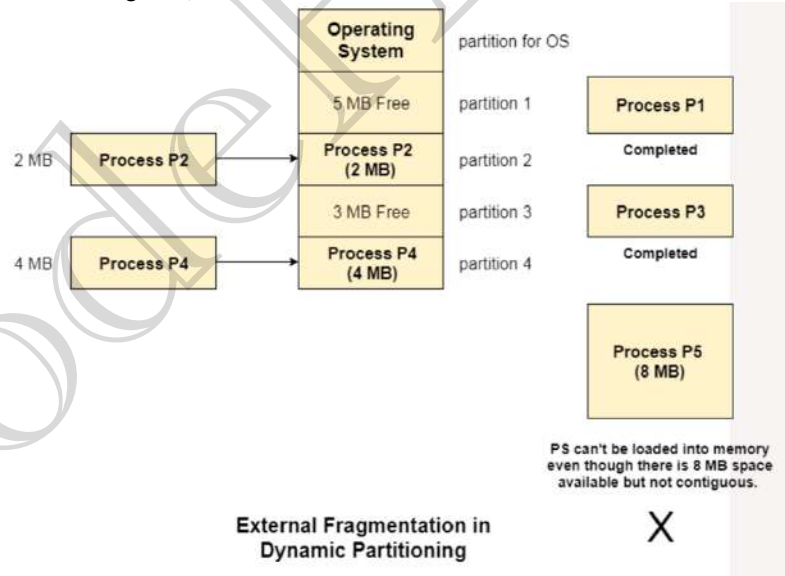 Operating
System
partition for OS
5 MB Free
partition 1
Process P1
Completed
2 MB
Process P2
Process P2
(2 MB)
partition 2
3 MB Free
partition 3
Process P3
Completed
4 MB
Process P4
Process P4
(4 MB)
partition 4
Process P5
(8 MB)
PS can't be loaded into memory
even though there is 8 MB space
available but not contiguous.
X
External Fragmentation in
Dynamic Partitioning